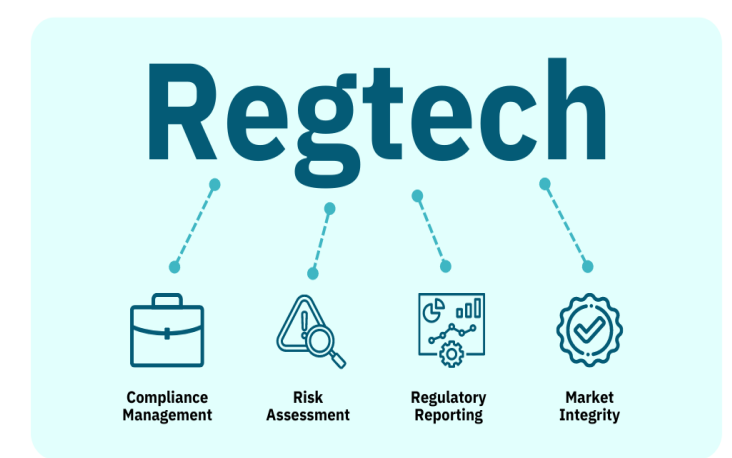 Regtech
Compliance
Management
Risk
Assessment
Regulatory
Reporting
Market
Integrity